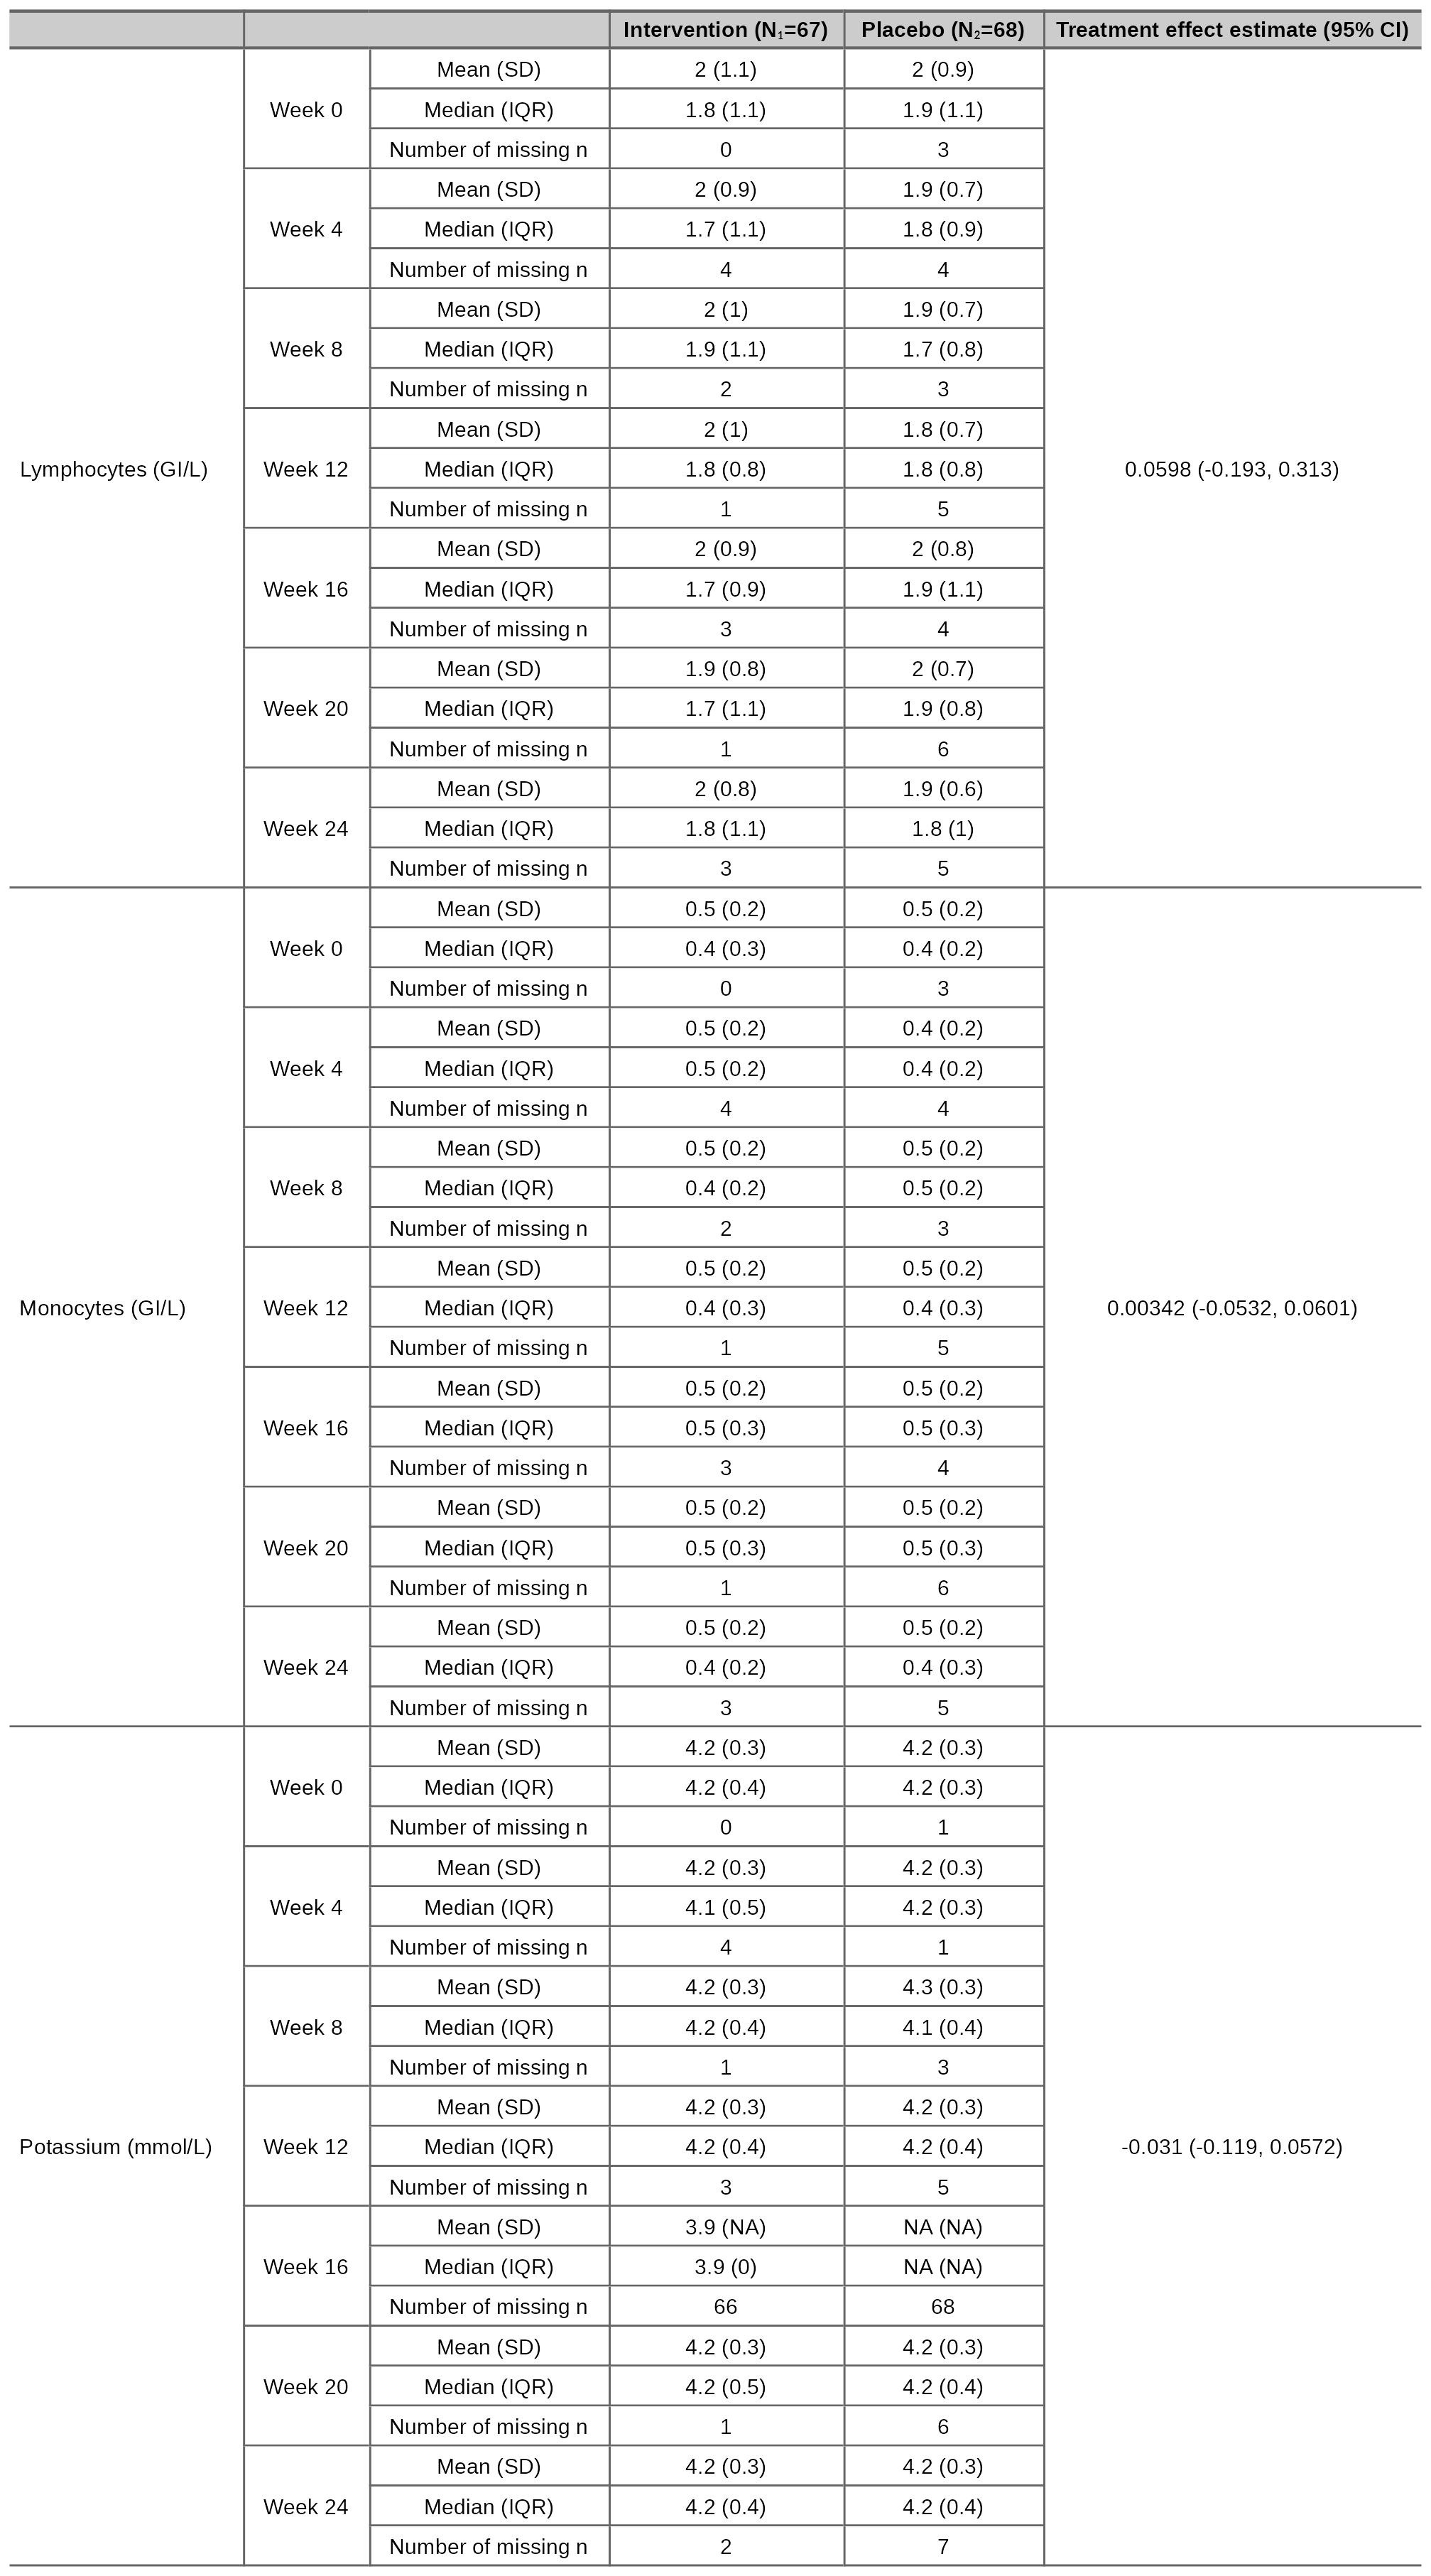 Intervention (N₁=67) Placebo (N₂=68) Treatment effect estimate (95% CI)
Lymphocytes (GI/L) 0.0598 (-0.193, 0.313)
Week 0
Mean (SD) 2 (1.1) 2 (0.9)
Median (IQR) 1.8 (1.1) 1.9 (1.1)
Number of missing n 0 3
Week 4
Mean (SD) 2 (0.9) 1.9 (0.7)
Median (IQR) 1.7 (1.1) 1.8 (0.9)
Number of missing n 4 4
Week 8
Mean (SD) 2 (1) 1.9 (0.7)
Median (IQR) 1.9 (1.1) 1.7 (0.8)
Number of missing n 2 3
Week 12
Mean (SD) 2 (1) 1.8 (0.7)
Median (IQR) 1.8 (0.8) 1.8 (0.8)
Number of missing n 1 5
Week 16
Mean (SD) 2 (0.9) 2 (0.8)
Median (IQR) 1.7 (0.9) 1.9 (1.1)
Number of missing n 3 4
Week 20
Mean (SD) 1.9 (0.8) 2 (0.7)
Median (IQR) 1.7 (1.1) 1.9 (0.8)
Number of missing n 1 6
Week 24
Mean (SD) 2 (0.8) 1.9 (0.6)
Median (IQR) 1.8 (1.1) 1.8 (1)
Number of missing n 3 5
Monocytes (GI/L) 0.00342 (-0.0532, 0.0601)
Week 0
Mean (SD) 0.5 (0.2) 0.5 (0.2)
Median (IQR) 0.4 (0.3) 0.4 (0.2)
Number of missing n 0 3
Week 4
Mean (SD) 0.5 (0.2) 0.4 (0.2)
Median (IQR) 0.5 (0.2) 0.4 (0.2)
Number of missing n 4 4
Week 8
Mean (SD) 0.5 (0.2) 0.5 (0.2)
Median (IQR) 0.4 (0.2) 0.5 (0.2)
Number of missing n 2 3
Week 12
Mean (SD) 0.5 (0.2) 0.5 (0.2)
Median (IQR) 0.4 (0.3) 0.4 (0.3)
Number of missing n 1 5
Week 16
Mean (SD) 0.5 (0.2) 0.5 (0.2)
Median (IQR) 0.5 (0.3) 0.5 (0.3)
Number of missing n 3 4
Week 20
Mean (SD) 0.5 (0.2) 0.5 (0.2)
Median (IQR) 0.5 (0.3) 0.5 (0.3)
Number of missing n 1 6
Week 24
Mean (SD) 0.5 (0.2) 0.5 (0.2)
Median (IQR) 0.4 (0.2) 0.4 (0.3)
Number of missing n 3 5
Potassium (mmol/L) -0.031 (-0.119, 0.0572)
Week 0
Mean (SD) 4.2 (0.3) 4.2 (0.3)
Median (IQR) 4.2 (0.4) 4.2 (0.3)
Number of missing n 0 1
Week 4
Mean (SD) 4.2 (0.3) 4.2 (0.3)
Median (IQR) 4.1 (0.5) 4.2 (0.3)
Number of missing n 4 1
Week 8
Mean (SD) 4.2 (0.3) 4.3 (0.3)
Median (IQR) 4.2 (0.4) 4.1 (0.4)
Number of missing n 1 3
Week 12
Mean (SD) 4.2 (0.3) 4.2 (0.3)
Median (IQR) 4.2 (0.4) 4.2 (0.4)
Number of missing n 3 5
Week 16
Mean (SD) 3.9 (NA) NA (NA)
Median (IQR) 3.9 (0) NA (NA)
Number of missing n 66 68
Week 20
Mean (SD) 4.2 (0.3) 4.2 (0.3)
Median (IQR) 4.2 (0.5) 4.2 (0.4)
Number of missing n 1 6
Week 24
Mean (SD) 4.2 (0.3) 4.2 (0.3)
Median (IQR) 4.2 (0.4) 4.2 (0.4)
Number of missing n 2 7